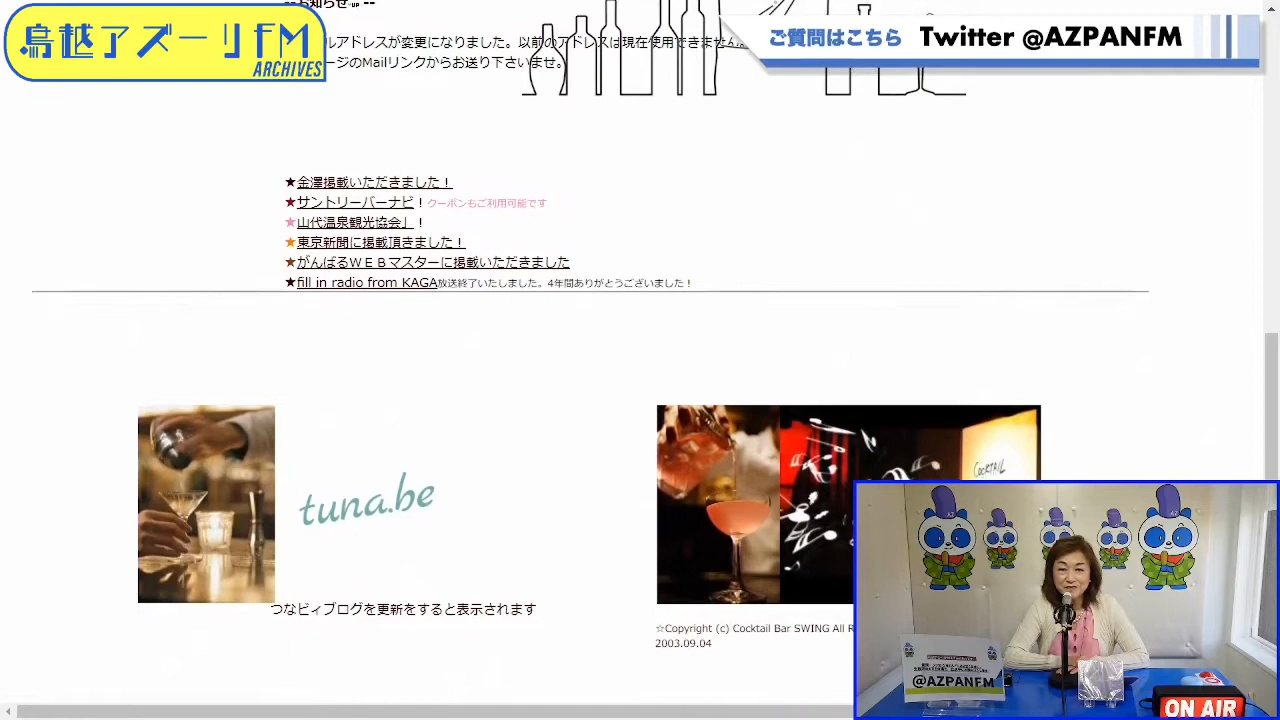 --お知らせ-up --
鳥越アズーリFM
ARCHIVES
ご質問はこちら Twitter @AZPANFM
ルアドレスが変更になりました。以前のアドレスは現在使用できません
ージのMailリンクからお送り下さいませ。
★金澤掲載いただきました！
★サントリーバーナビ！クーポンもご利用可能です
★山代温泉観光協会」！
★東京新聞に掲載頂きました！
★がんばるＷＥＢマスターに掲載いただきました
★fill in radio from KAGA放送終了いたしました。4年間ありがとうございました！
tuna.be
COCKTAIL
つなビィブログを更新をすると表示されます
☆Copyright (c) Cocktail Bar SWING All R
2003.09.04
@AZPANFM
ON AIR